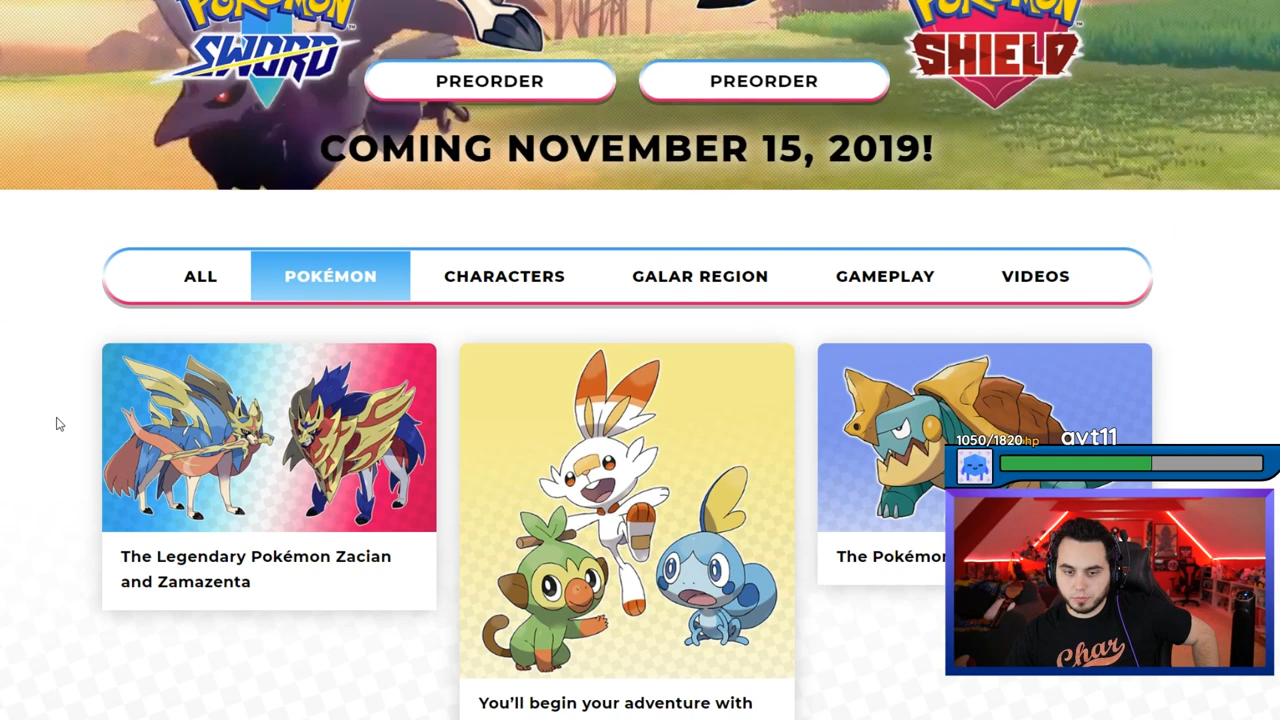 POKÉMON
SWORD
POKÉMON
SHIELD
PREORDER
PREORDER
COMING NOVEMBER 15, 2019!
ALL
POKÉMON
CHARACTERS
GALAR REGION
GAMEPLAY
VIDEOS
1050/1820hp
avt11
The Legendary Pokémon Zacian
and Zamazenta
The Pokémon
You’ll begin your adventure with
Char